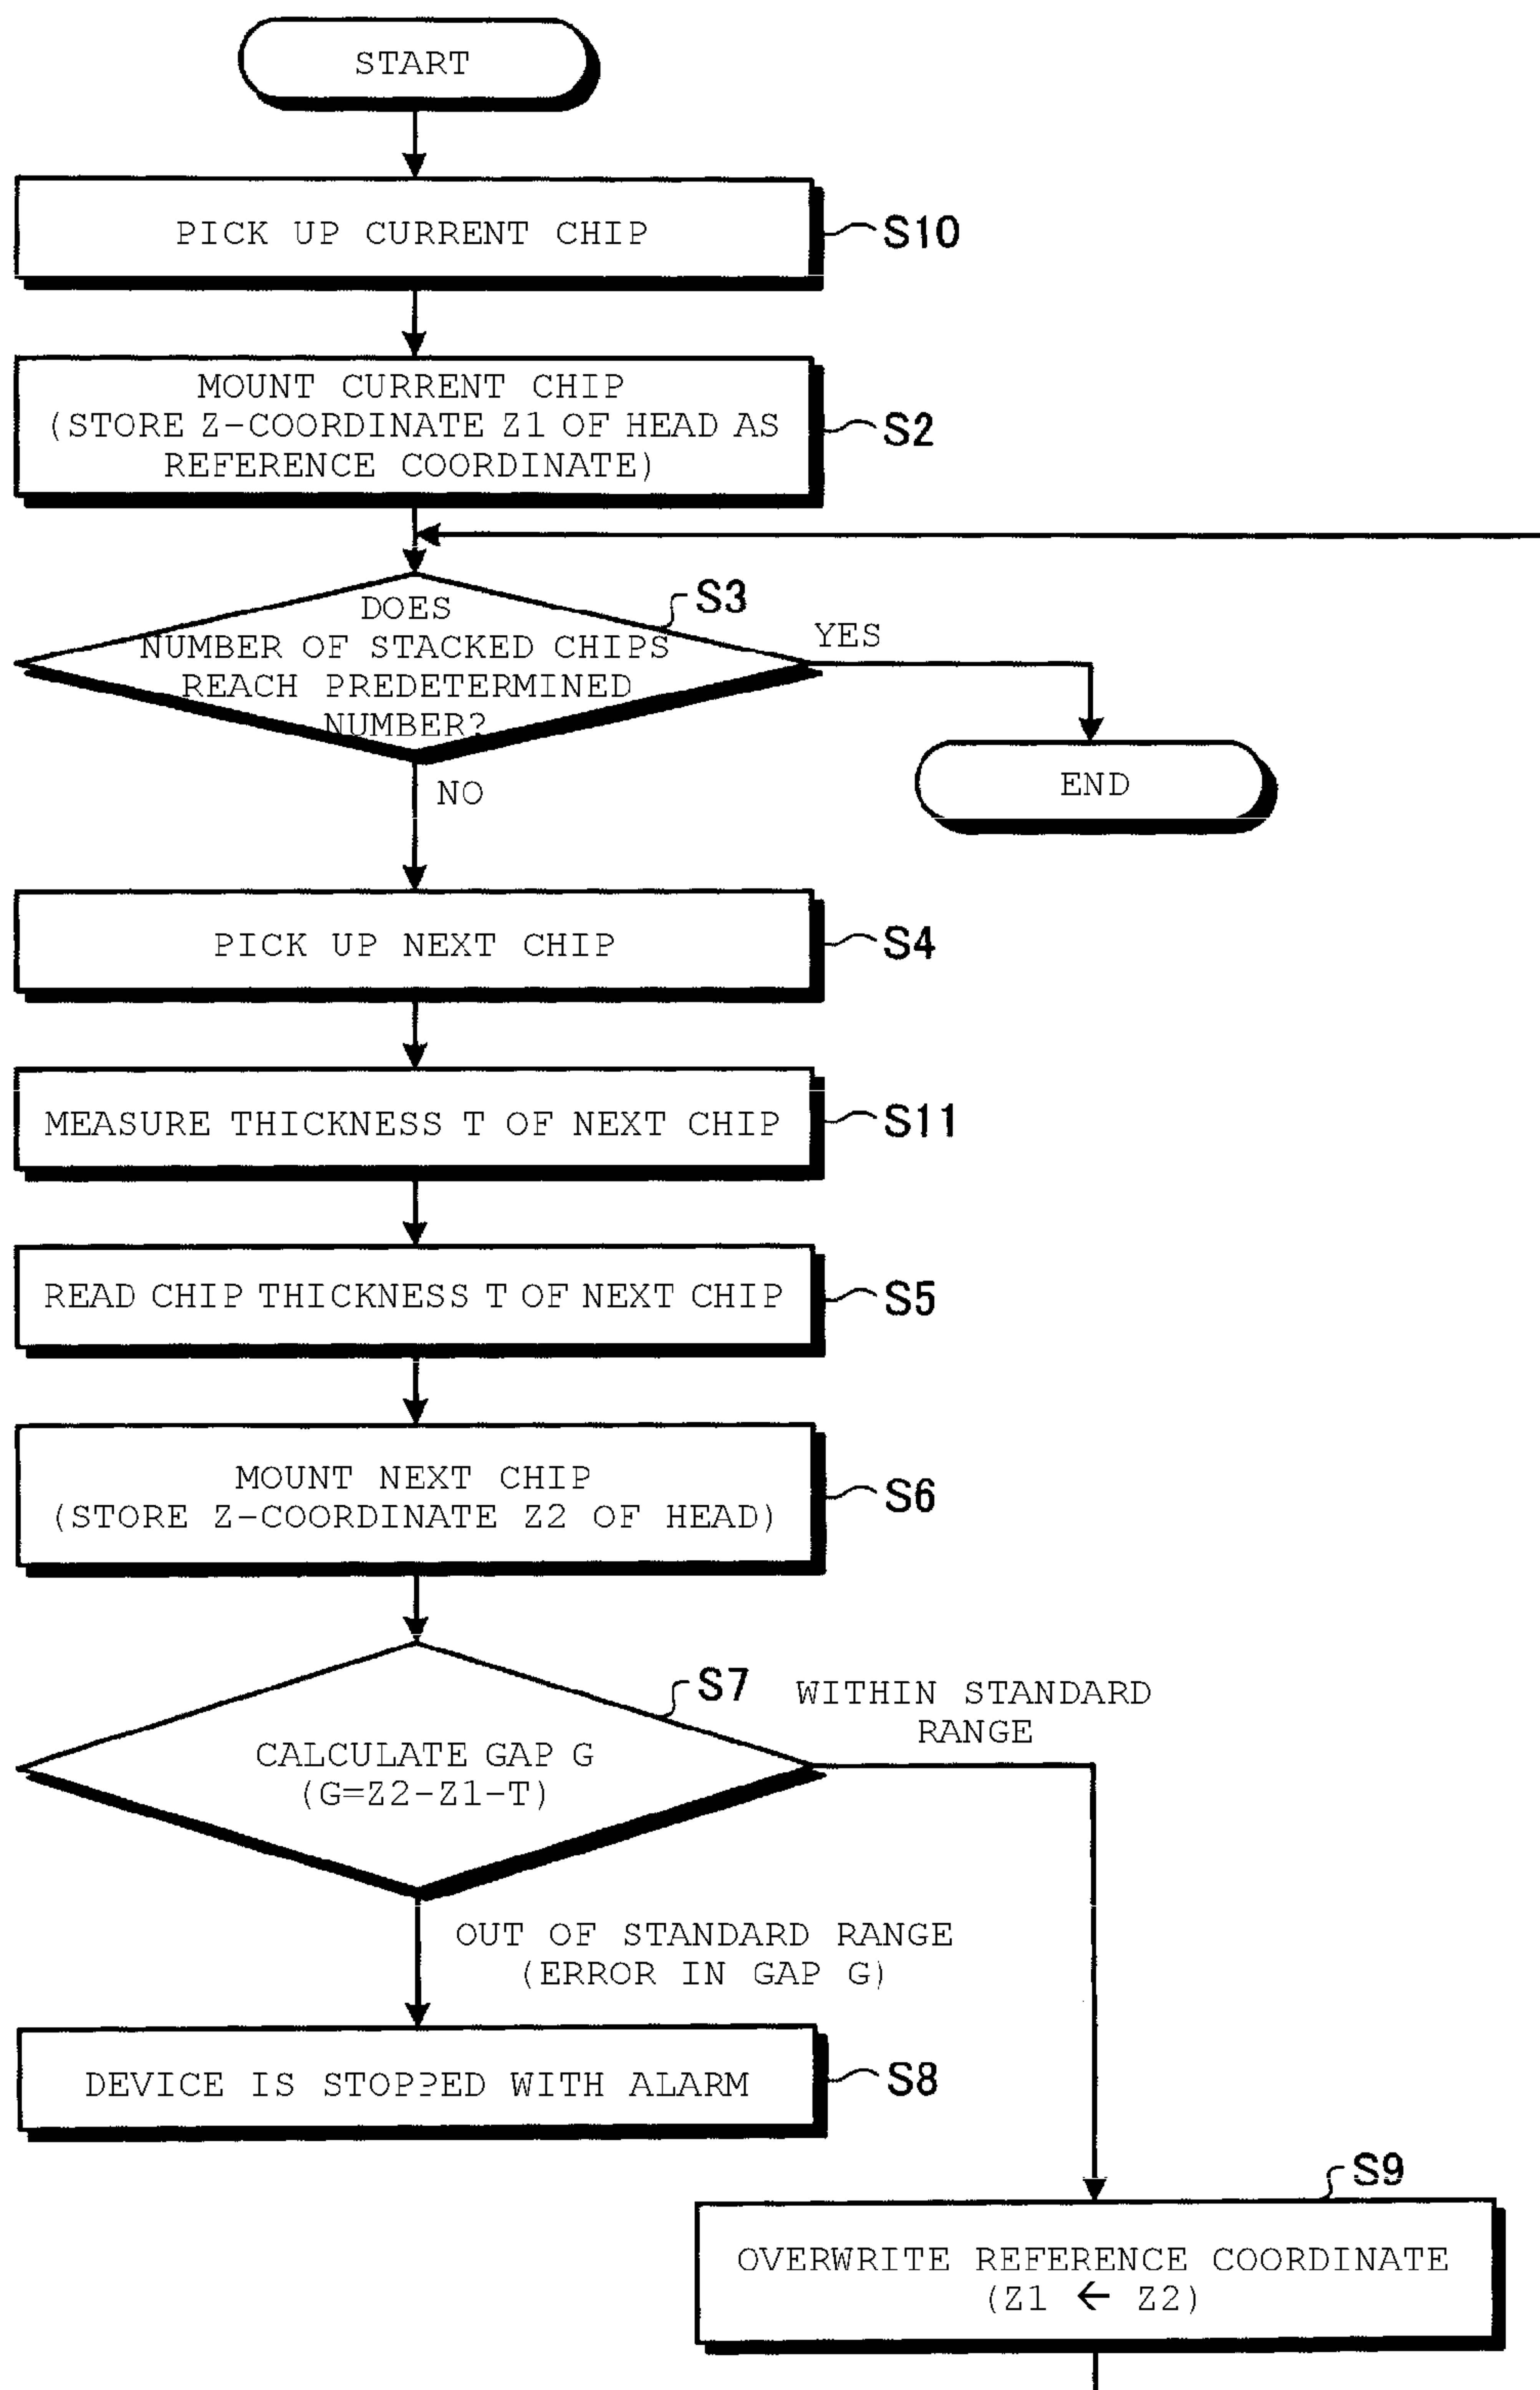 START
PICK UP CURRENT CHIP
S10
MOUNT CURRENT CHIP
(STORE Z-COORDINATE Z1 OF HEAD AS
REFERENCE COORDINATE)
S2
DOES
NUMBER OF STACKED CHIPS
REACH PREDETERMINED
NUMBER?
S3
YES
END
NO
PICK UP NEXT CHIP
S4
MEASURE THICKNESS T OF NEXT CHIP
S11
READ CHIP THICKNESS T OF NEXT CHIP
S5
MOUNT NEXT CHIP
(STORE Z-COORDINATE Z2 OF HEAD)
S6
CALCULATE GAP G
(G=Z2-Z1-T)
S7
WITHIN STANDARD
RANGE
OUT OF STANDARD RANGE
(ERROR IN GAP G)
DEVICE IS STOPPED WITH ALARM
S8
S9
OVERWRITE REFERENCE COORDINATE
(Z1 ← Z2)